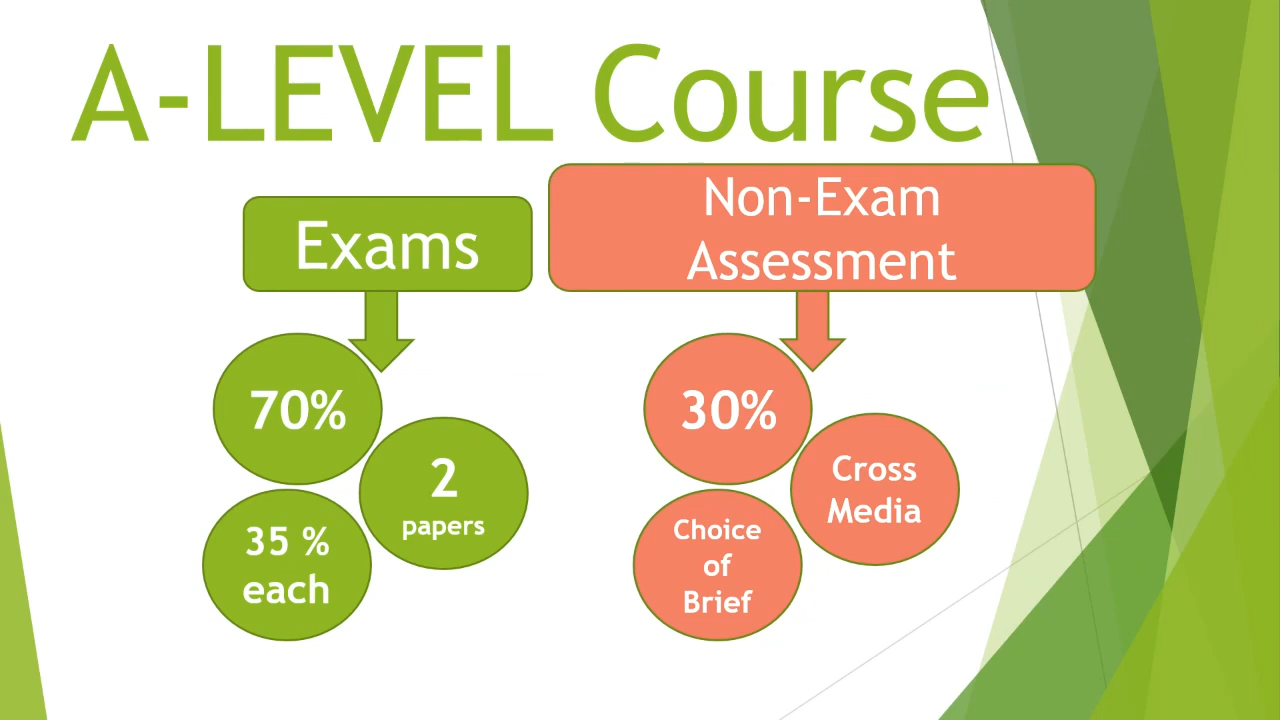 A-LEVEL Course
Exams
70%
2
papers
35 %
each
Non-Exam
Assessment
30%
Cross
Media
Choice
of
Brief